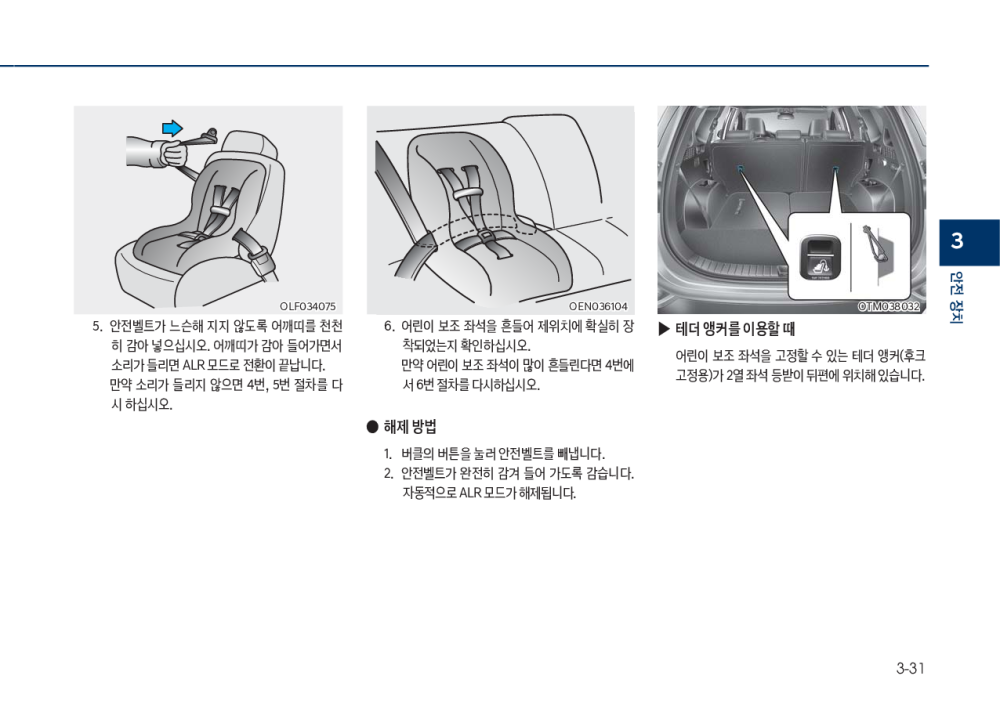 OLF034075
5. 안전벨트가 느슨해 지지 않도록 어깨띠를 천천
히 감아 넣으십시오. 어깨띠가 감아 들어가면서
소리가 들리면 ALR 모드로 전환이 끝납니다.
만약 소리가 들리지 않으면 4번, 5번 절차를 다
시 하십시오.
OEN036104
6. 어린이 보조 좌석을 흔들어 제위치에 확실히 장
착되었는지 확인하십시오.
만약 어린이 보조 좌석이 많이 흔들린다면 4번에
서 6번 절차를 다시하십시오.
● 해제 방법
1. 버클의 버튼을 눌러 안전벨트를 빼냅니다.
2. 안전벨트가 완전히 감겨 들어 가도록 감습니다.
자동적으로 ALR 모드가 해제됩니다.
OTM038032
▶ 테더 앵커를 이용할 때
어린이 보조 좌석을 고정할 수 있는 테더 앵커(후크
고정용)가 2열 좌석 등받이 뒤편에 위치해 있습니다.
3
안전 장치
3-31